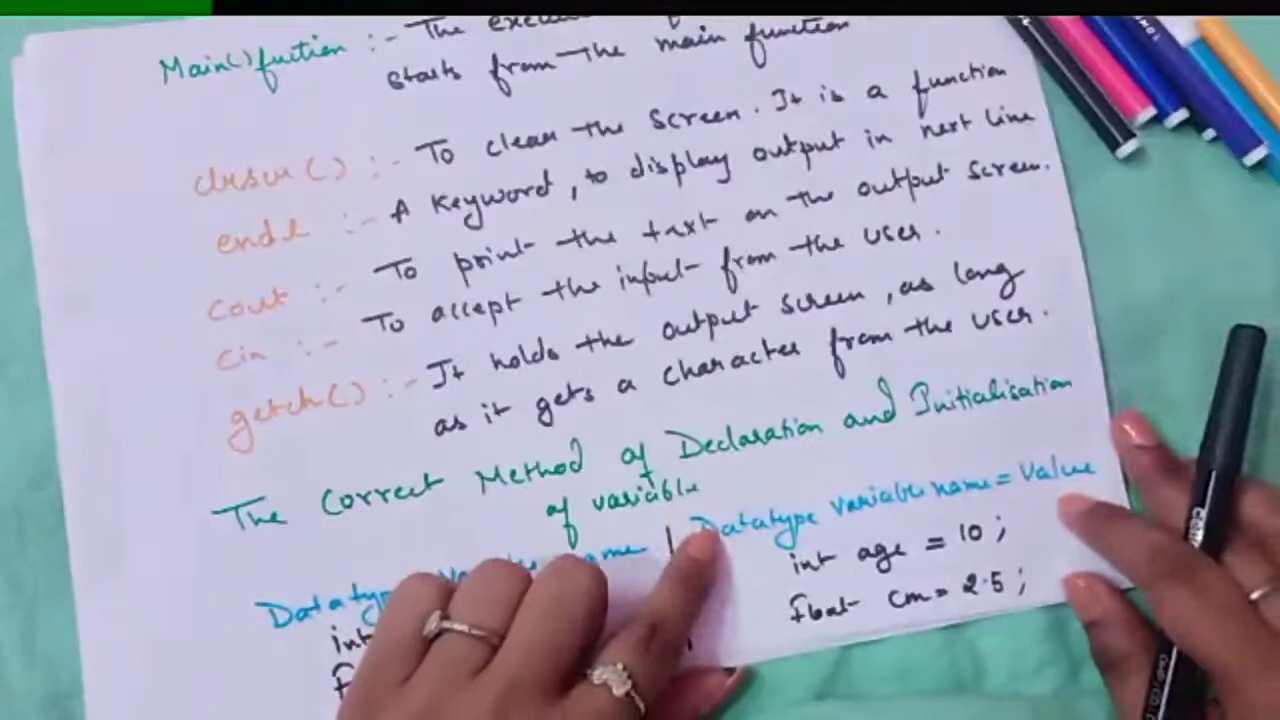 Main() fuction :- The
starts from the main function
clrscr() :- To clean the screen. It is a function
endl :- A keyword, to display output in next line
cout :- To print the text on the output screen.
cin :- To accept the input from the user.
getch() :- It holds the output screen, as long
as it gets a character from the user.
The Correct Method of Declaration and Initialisation
of variable
Datatype name | Datatype variable name = Value
int
int age = 10 ;
float cm = 2.5 ;